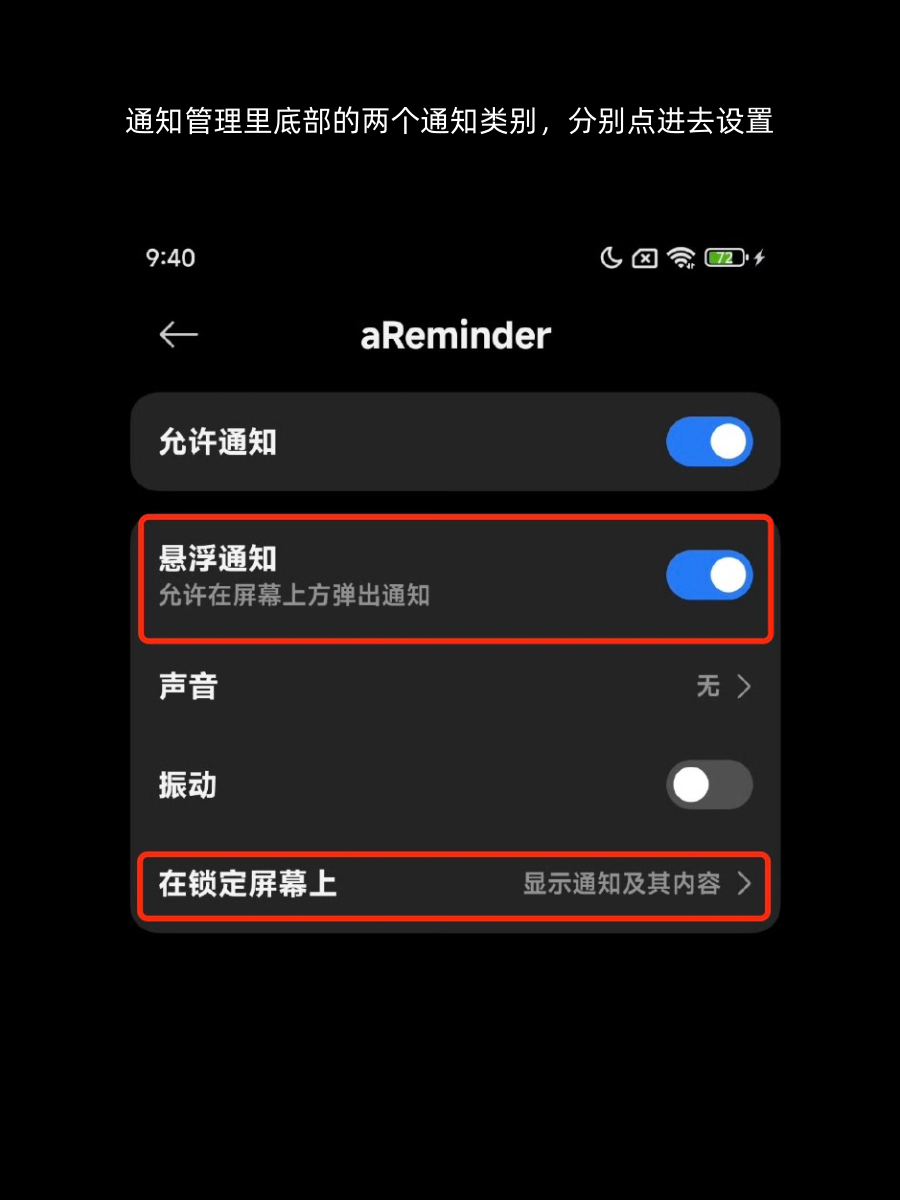 通知管理里底部的两个通知类别，分别点进去设置
9:40
72
aReminder
允许通知
悬浮通知
允许在屏幕上方弹出通知
声音
无
振动
在锁定屏幕上
显示通知及其内容